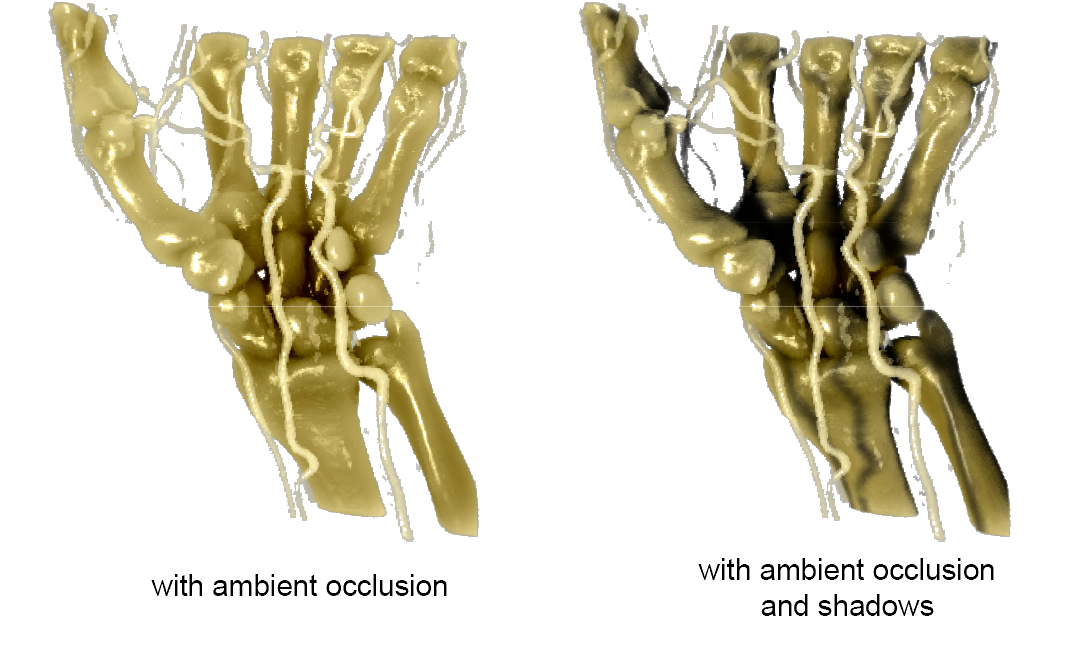 with ambient occlusion
with ambient occlusion
and shadows